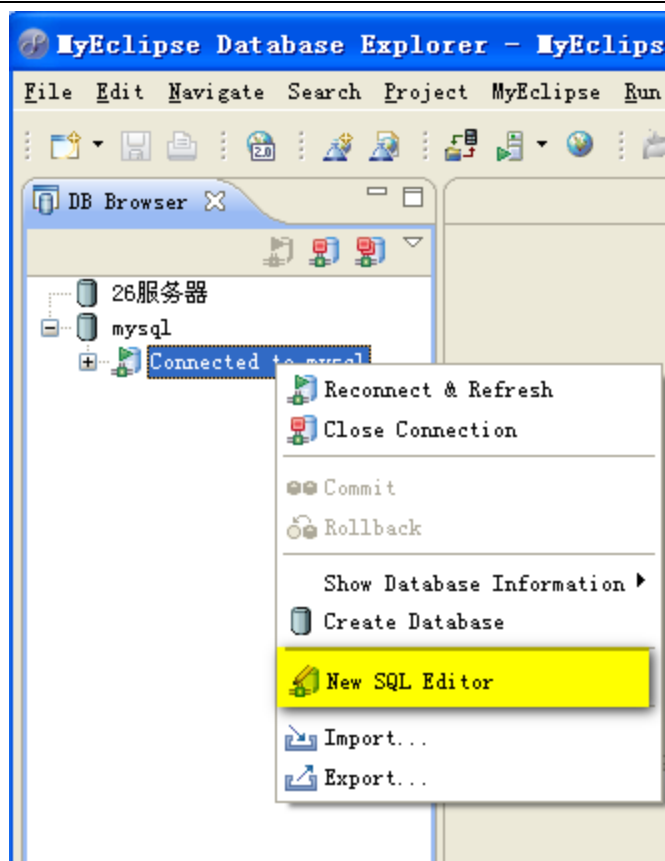 MyEclipse Database Explorer - MyEclips
File Edit Navigate Search Project MyEclipse Run
2.0
DB Browser
26服务器
mysql
Connected to mysql
Reconnect & Refresh
Close Connection
Commit
Rollback
Show Database Information
Create Database
New SQL Editor
Import...
Export...